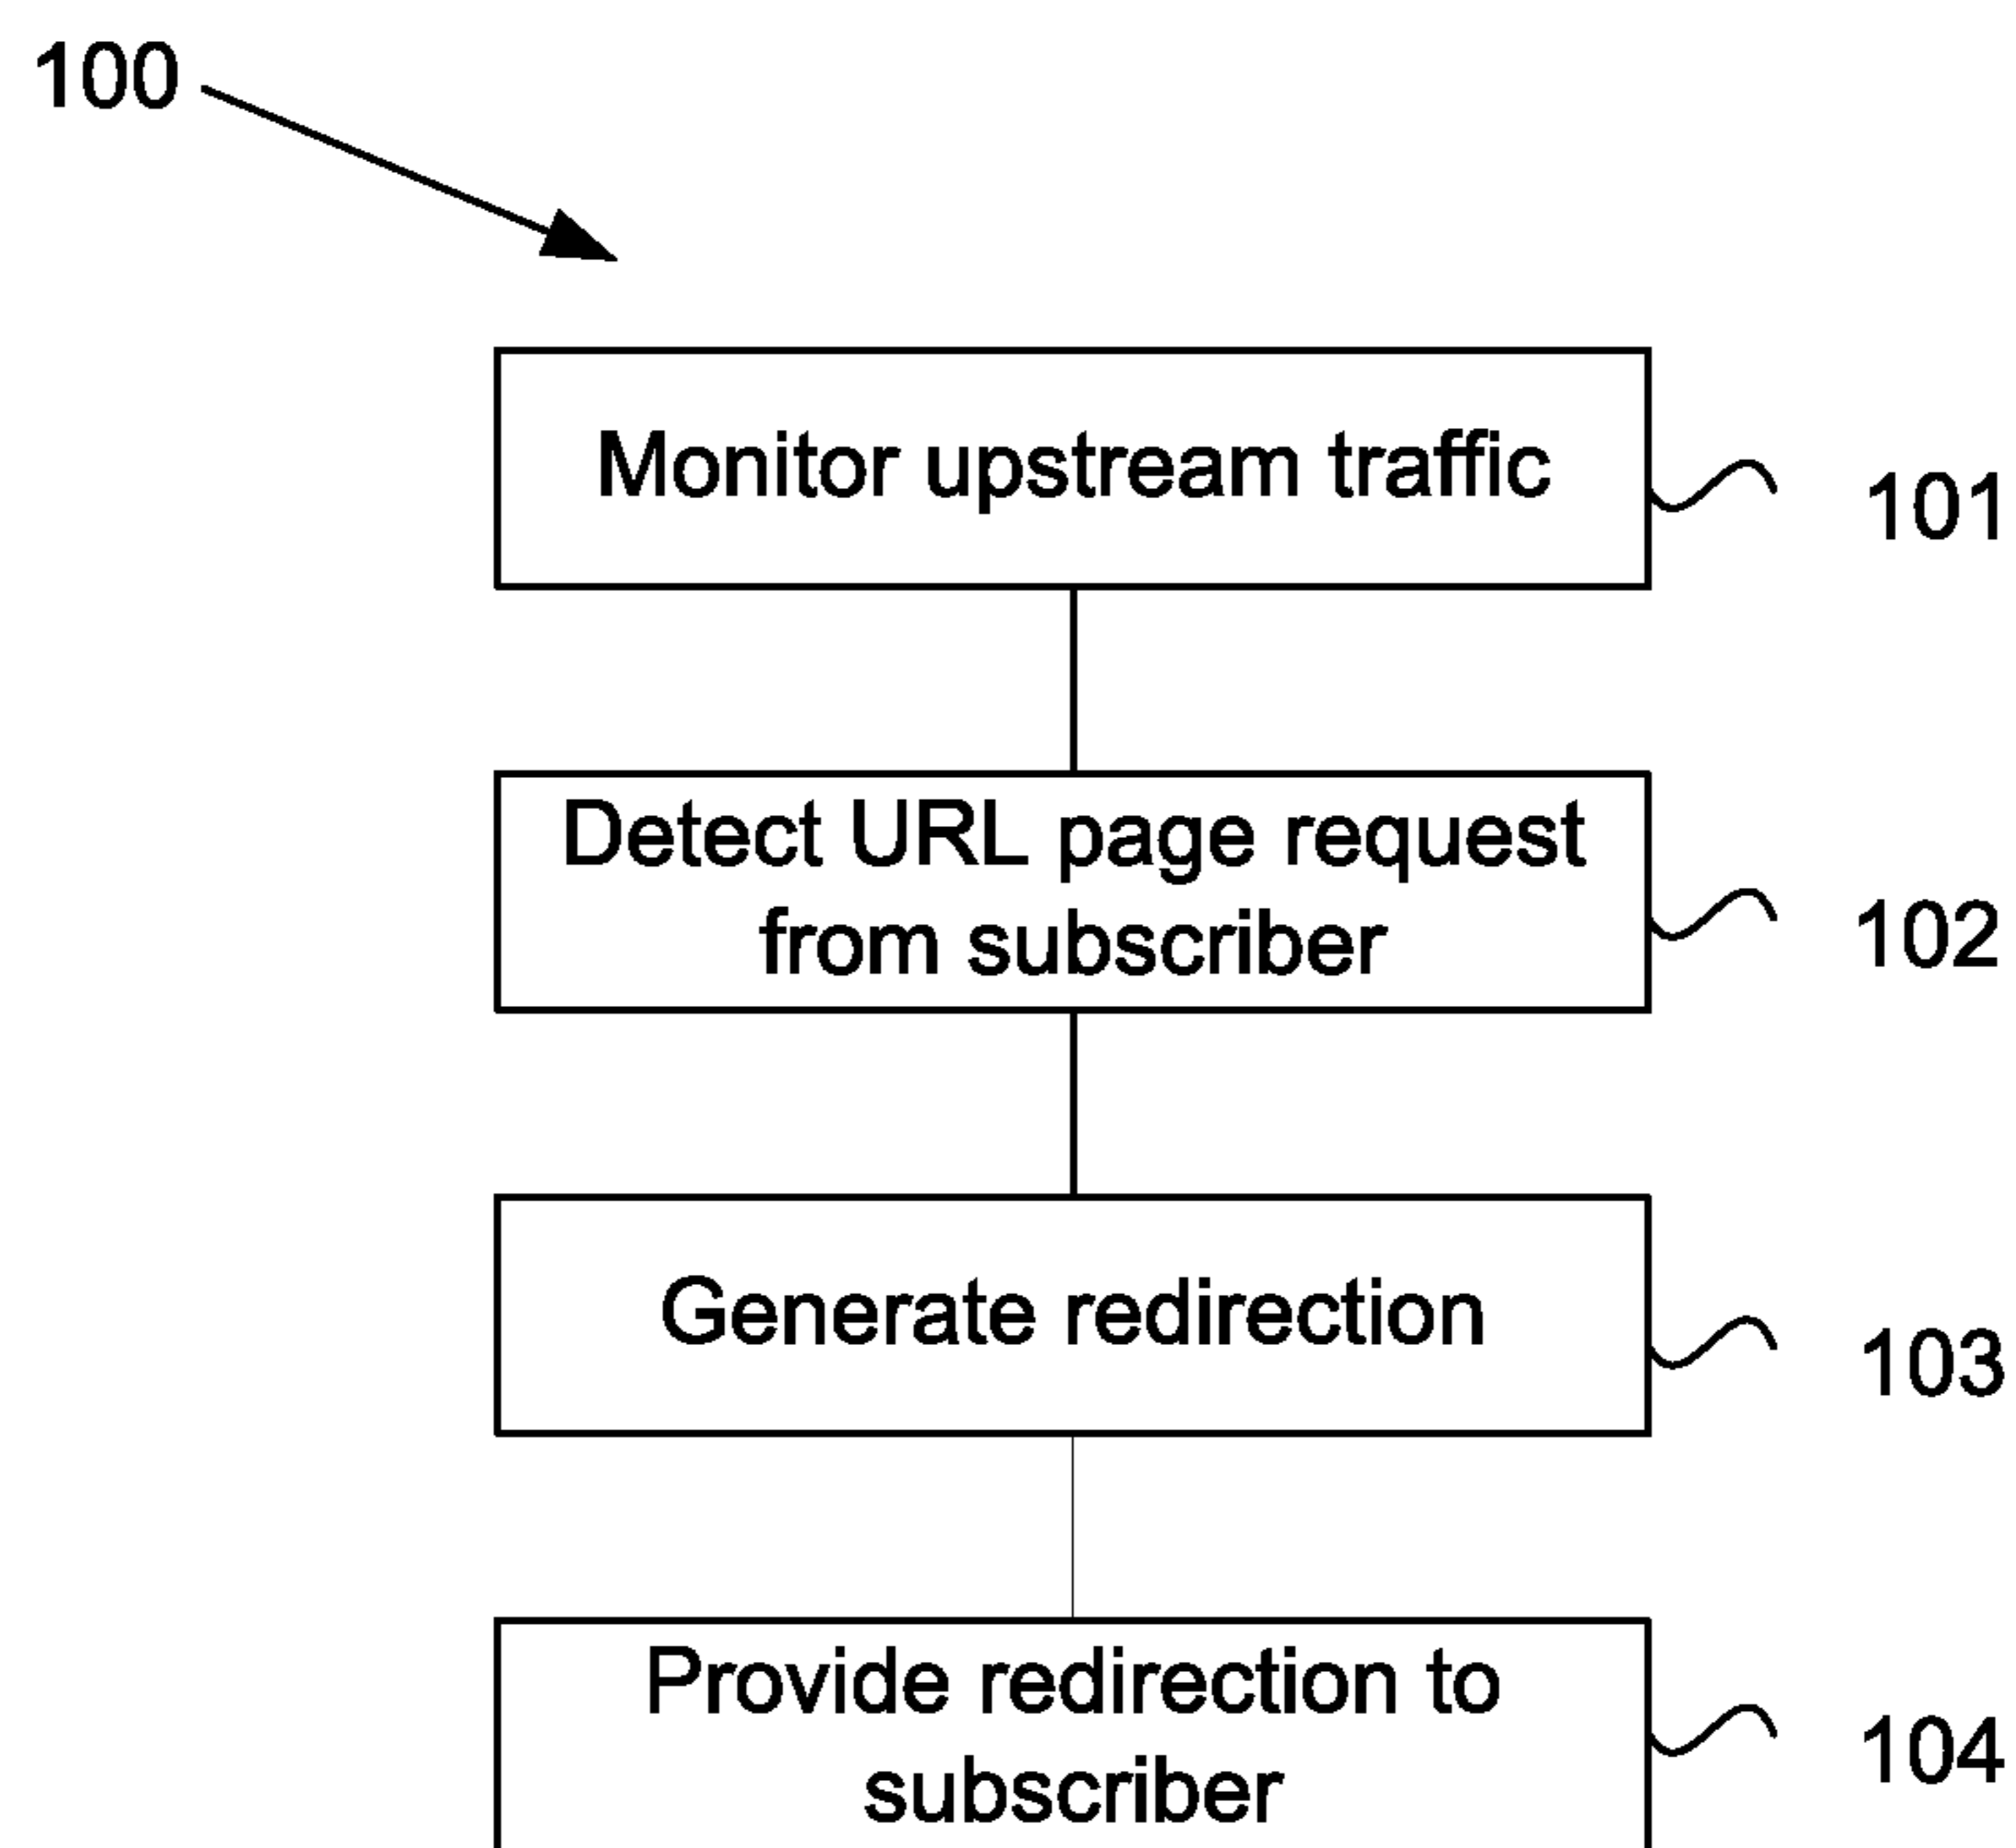 100
Monitor upstream traffic
101
Detect URL page request
from subscriber
102
Generate redirection
103
Provide redirection to
subscriber
104